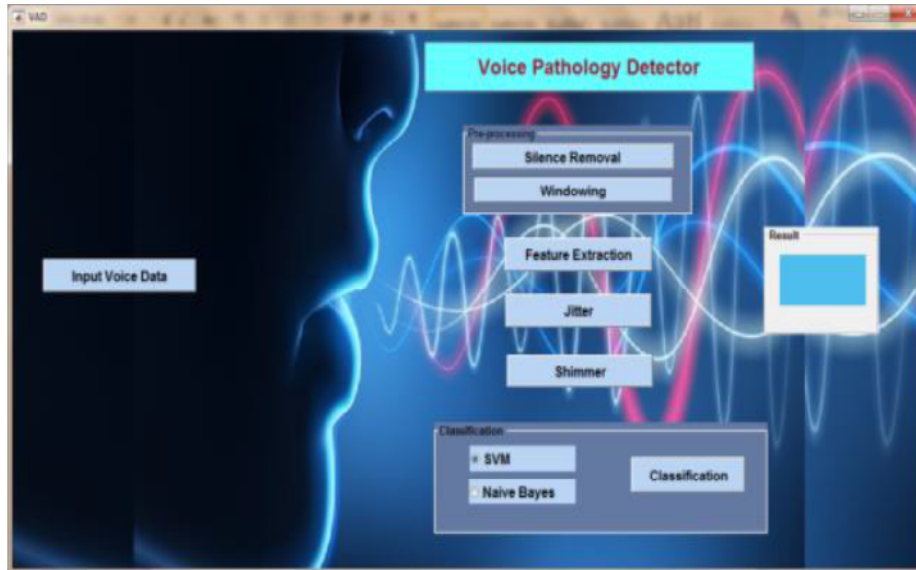 VAD
Voice Pathology Detector
Pre-processing
Silence Removal
Windowing
Input Voice Data
Feature Extraction
Jitter
Shimmer
Result
Classification
SVM
Naive Bayes
Classification